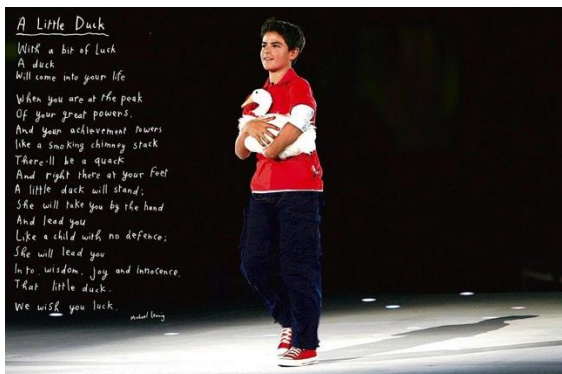 A Little Duck
With a bit of Luck
A duck
Will come into your life
When you are at the peak
Of your great powers.
And your achievement towers
like a smoking chimney stack
There'll be a quack
And right there at your feet
A little duck will stand;
She will take you by the hand
And lead you
Like a child with no defence;
She will lead you
Into, wisdom, joy and innocence.
That little duck.
We wish you luck.
Michael Leunig